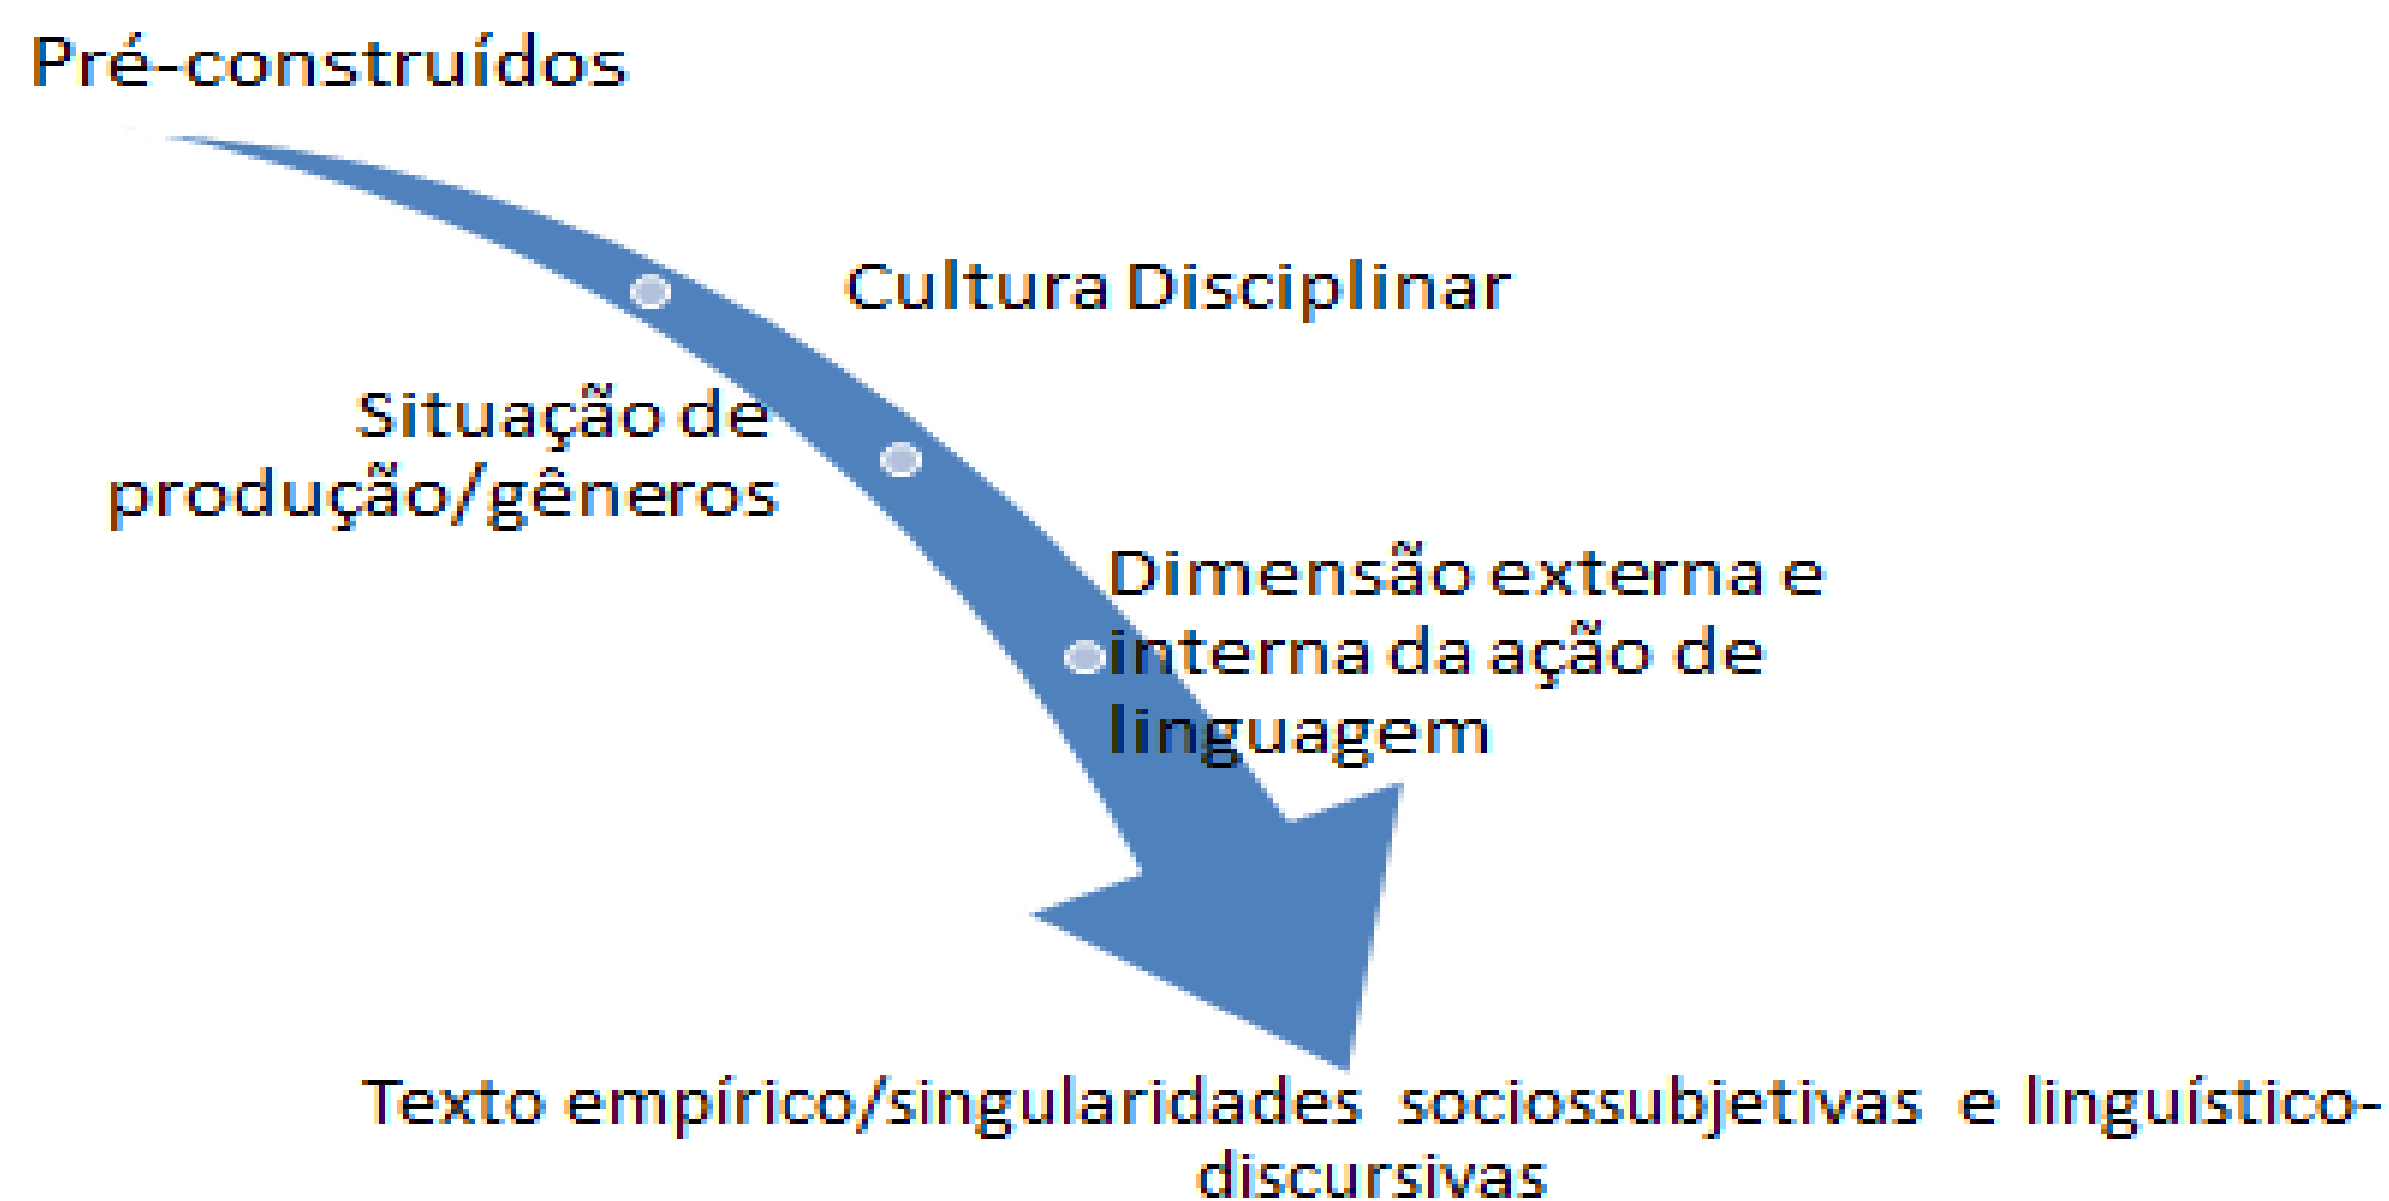 Pré-construídos
Cultura Disciplinar
Situação de
produção/gêneros
Dimensão externa e
interna da ação de
linguagem
Texto empírico/singularidades sociossubjetivas e linguístico-
discursivas